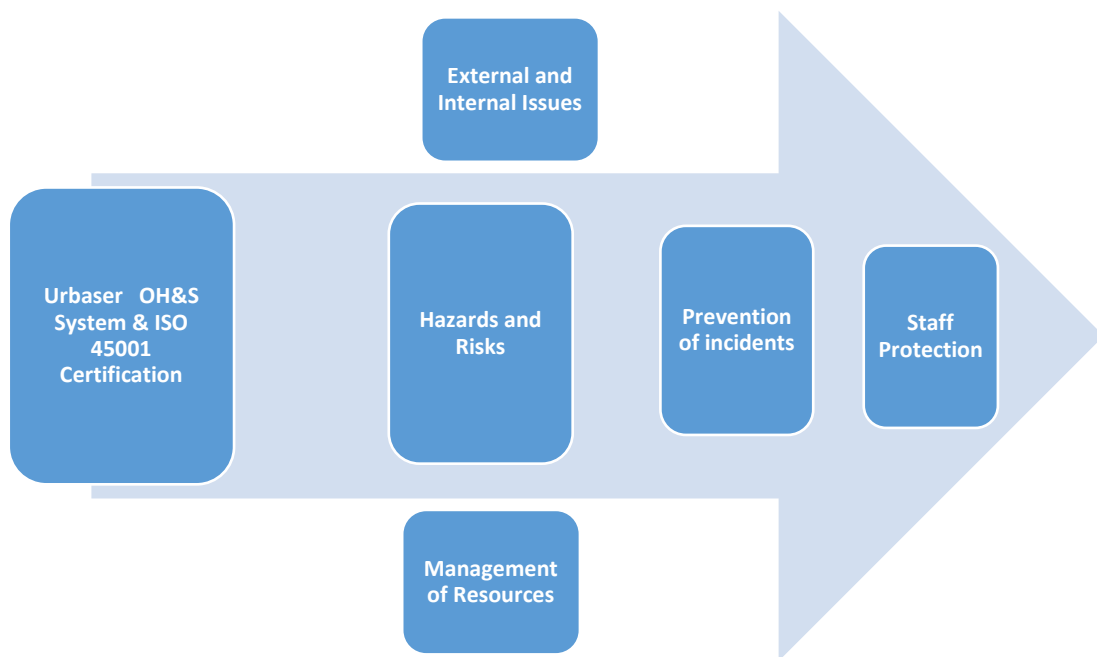 External and
Internal Issues
Urbaser OH&S
System & ISO
45001
Certification
Hazards and
Risks
Prevention
of incidents
Staff
Protection
Management
of Resources